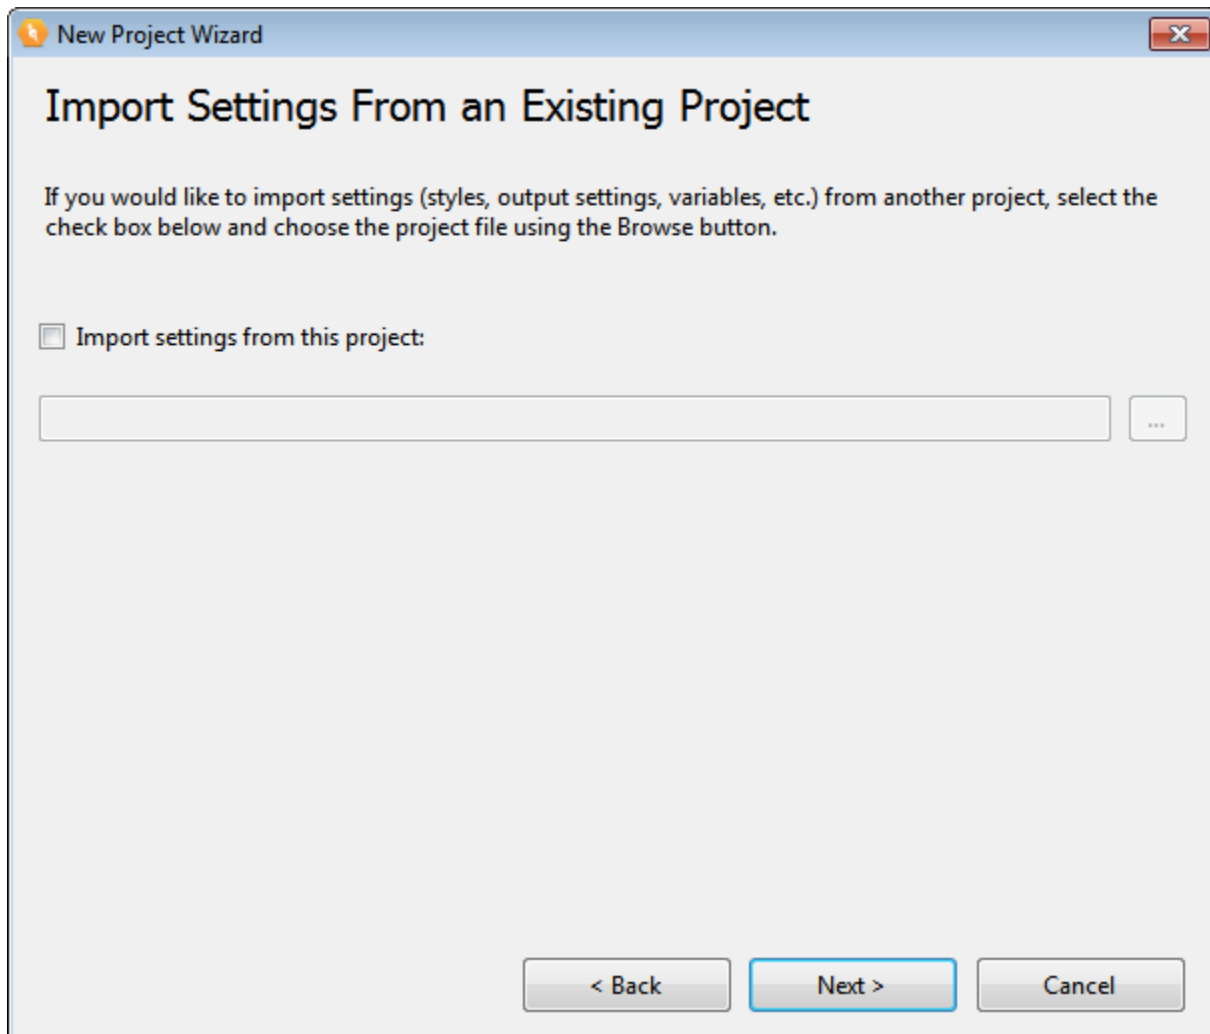 New Project Wizard
Import Settings From an Existing Project
If you would like to import settings (styles, output settings, variables, etc.) from another project, select the
check box below and choose the project file using the Browse button.
Import settings from this project:
...
< Back Next > Cancel